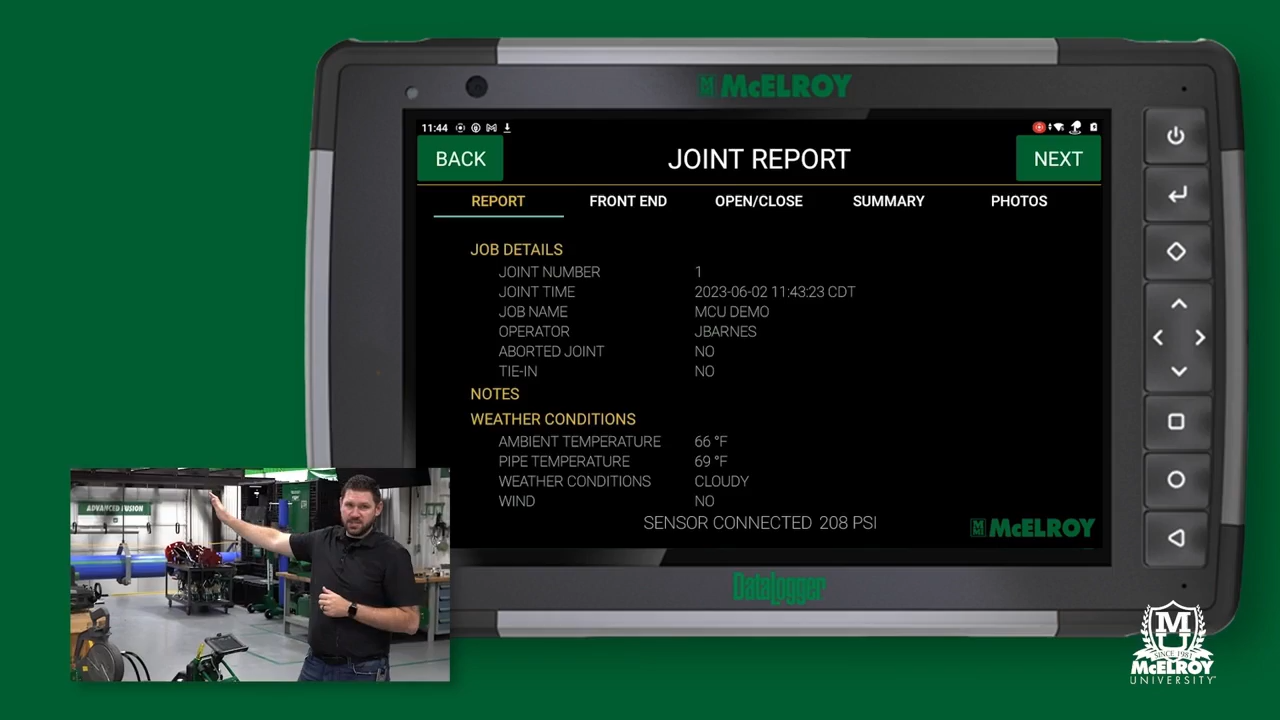 McELROY
11:44
BACK
JOINT REPORT
NEXT
REPORT FRONT END OPEN/CLOSE SUMMARY PHOTOS
JOB DETAILS
JOINT NUMBER 1
JOINT TIME 2023-06-02 11:43:23 CDT
JOB NAME MCU DEMO
OPERATOR JBARNES
ABORTED JOINT NO
TIE-IN NO
NOTES
WEATHER CONDITIONS
AMBIENT TEMPERATURE 66 °F
PIPE TEMPERATURE 69 °F
WEATHER CONDITIONS CLOUDY
WIND NO
SENSOR CONNECTED 208 PSI
McELROY
DataLogger
ADVANCED FUSION
M
U
SINCE 1981
McELROY
UNIVERSITY